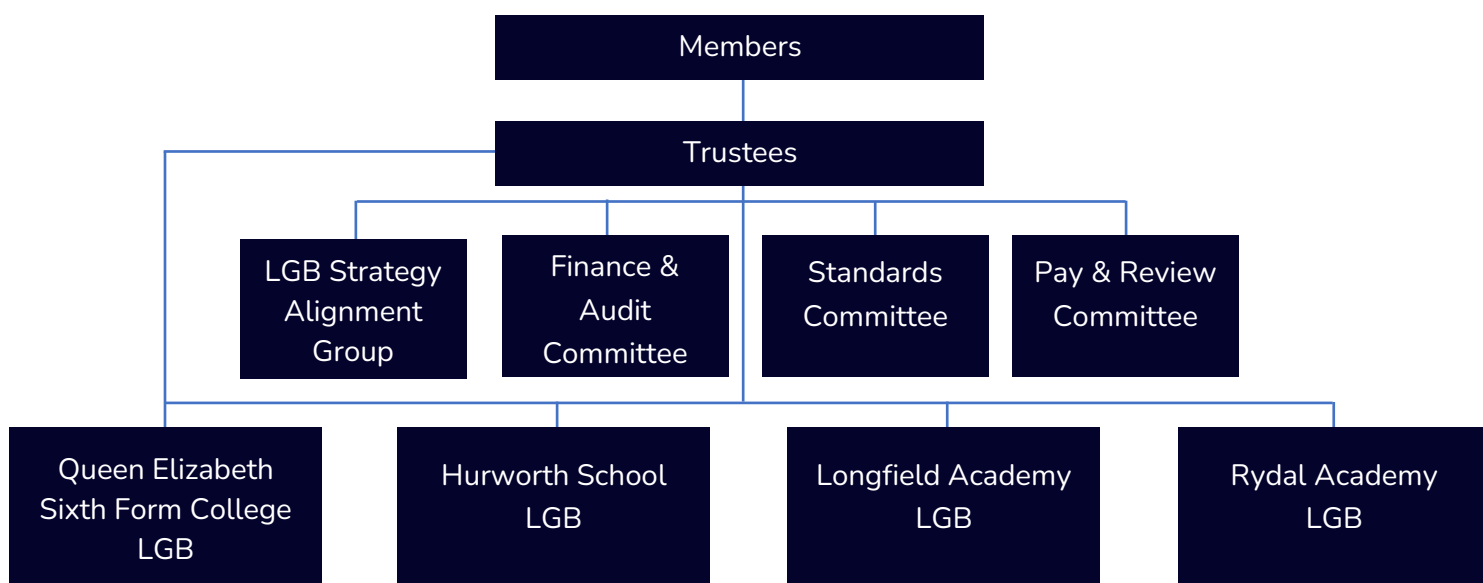 Members
Trustees
LGB Strategy
Alignment
Group
Finance &
Audit
Committee
Standards
Committee
Pay & Review
Committee
Queen Elizabeth
Sixth Form College
LGB
Hurworth School
LGB
Longfield Academy
LGB
Rydal Academy
LGB